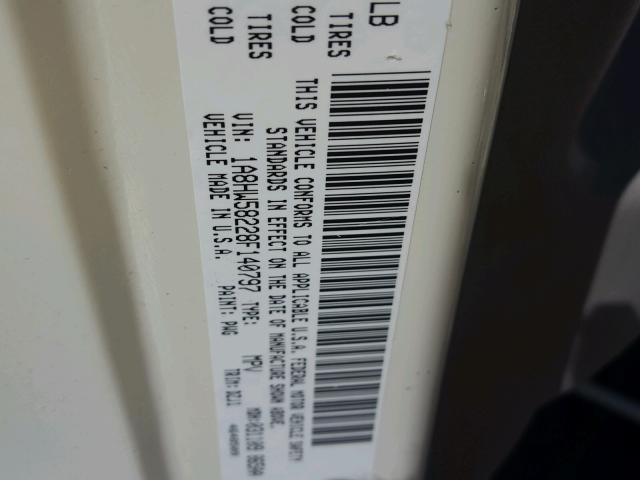 LB
TIRES COLD
TIRES COLD
THIS VEHICLE CONFORMS TO ALL APPLICABLE U.S.A. FEDERAL MOTOR VEHICLE SAFETY
STANDARDS IN EFFECT ON THE DATE OF MANUFACTURE SHOWN ABOVE.
VIN: 1A8HW58228F140797 TYPE: MPV
VEHICLE MADE IN U.S.A. PAINT: PWG TRIM: